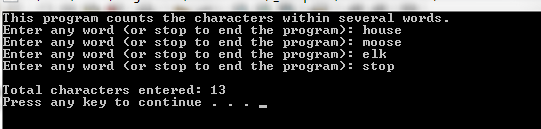 This program counts the characters within several words.
Enter any word (or stop to end the program): house
Enter any word (or stop to end the program): moose
Enter any word (or stop to end the program): elk
Enter any word (or stop to end the program): stop
Total characters entered: 13
Press any key to continue . . . _